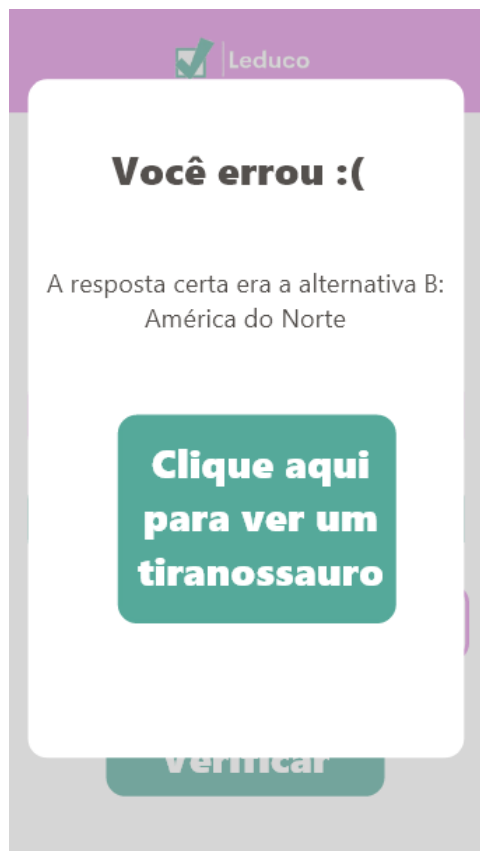 Leduco
Você errou :(
A resposta certa era a alternativa B:
América do Norte
Clique aqui
para ver um
tiranossauro
Verificar